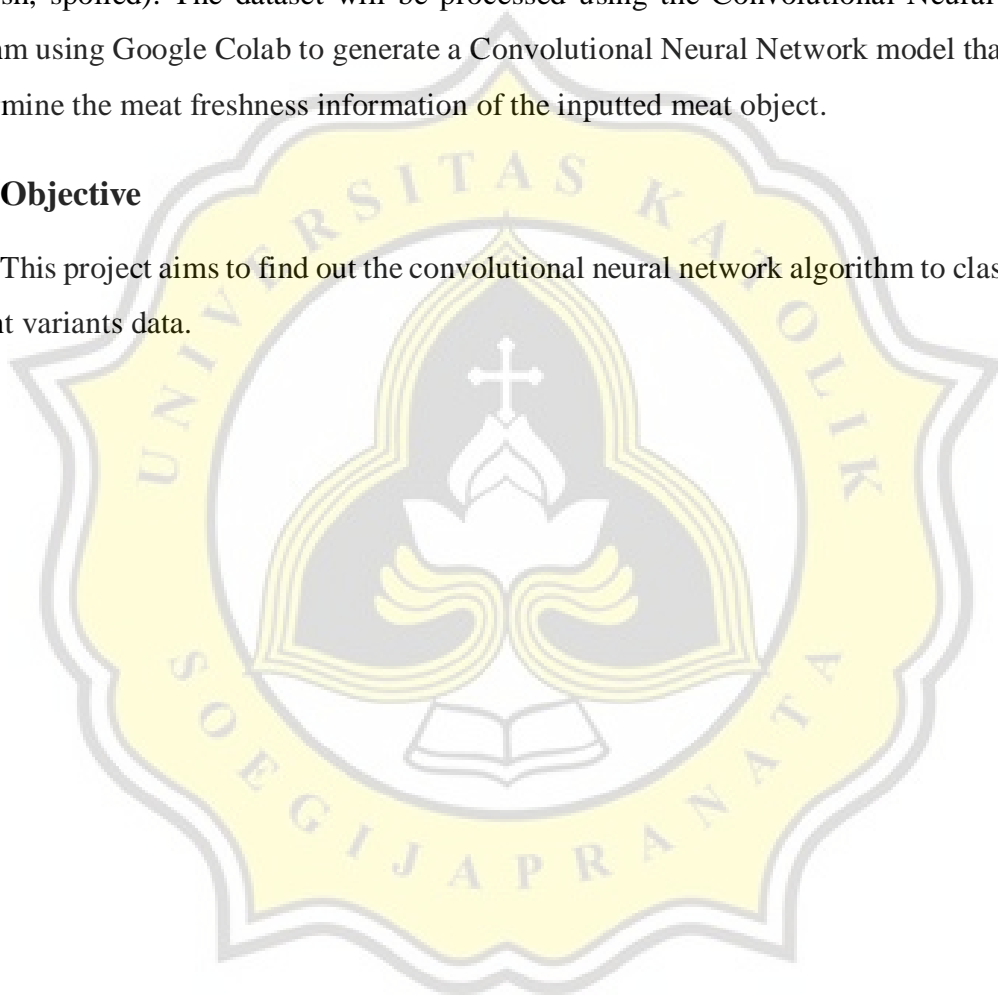 sh, spoiled). The dataset will be processed using the Convolutional Neural
hm using Google Colab to generate a Convolutional Neural Network model tha
mine the meat freshness information of the inputted meat object.
Objective
This project aims to find out the convolutional neural network algorithm to clas
nt variants data.
UNIVERSITAS KATOLIK
SOEGIJAPRANATA